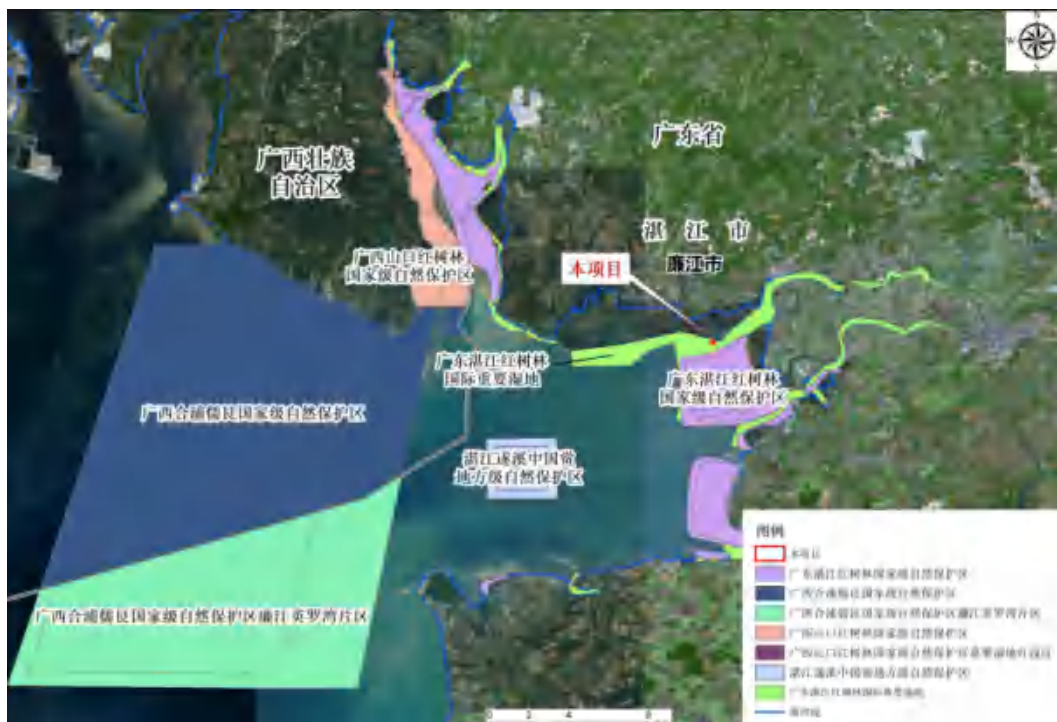 N
W
S
广西壮族
自治区
广东省
湛江市
廉江市
本项目
广西山口红树林
国家级自然保护区
广东湛江红树林
国际重要湿地
广东湛江红树林
国家级自然保护区
广西合浦儒艮国家级自然保护区
湛江遂溪中国鲎
地方级自然保护区
广西合浦儒艮国家级自然保护区廉江英罗湾片区
图例
本项目
广东湛江红树林国家级自然保护区
广西合浦儒艮国家级自然保护区
广西合浦儒艮国家级自然保护区廉江英罗湾片区
广西山口红树林国家级自然保护区
湛江遂溪中国鲎地方级自然保护区
广东湛江红树林国际重要湿地
海岸线
0 2 4 8